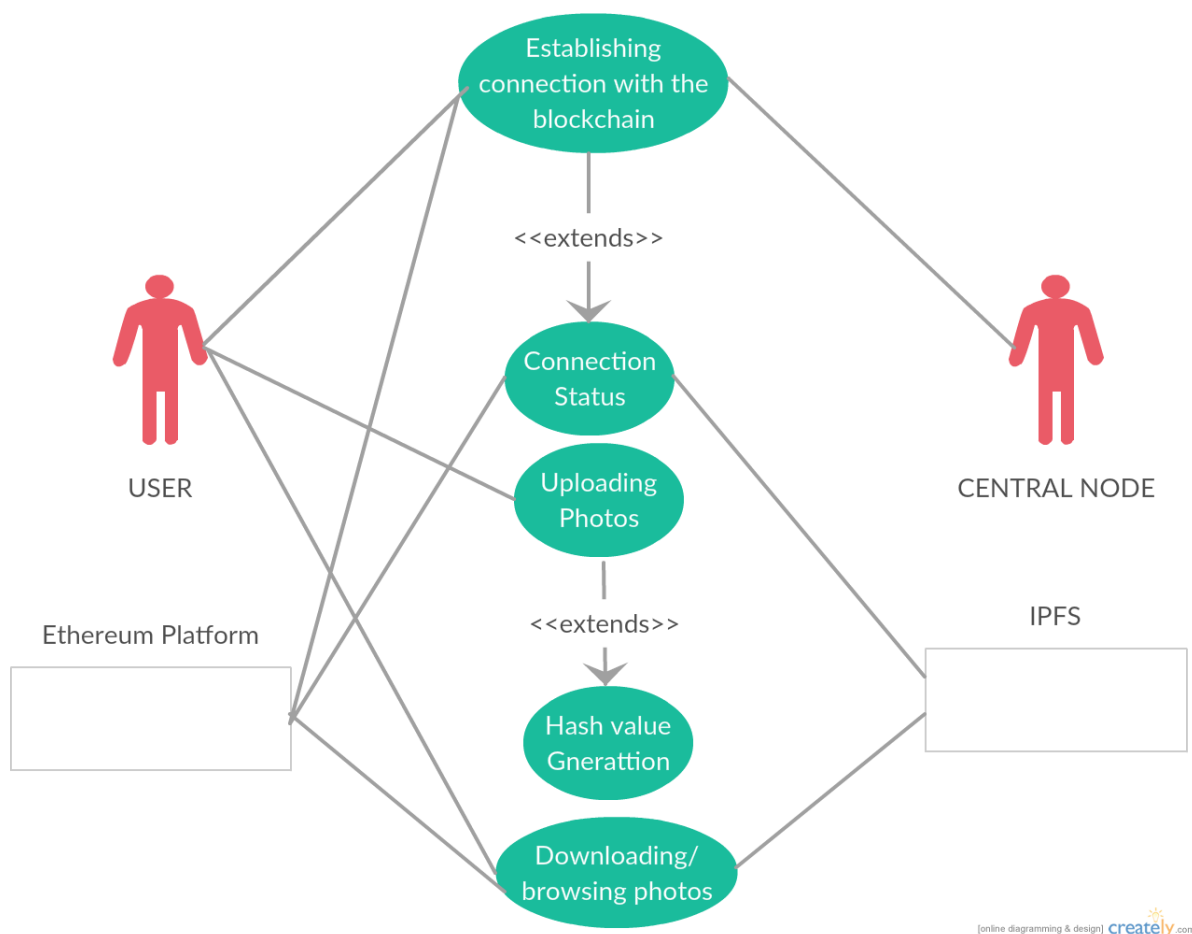 Establishing
connection with the
blockchain
<<extends>>
Connection
Status
USER
CENTRAL NODE
Uploading
Photos
Ethereum Platform
<<extends>>
IPFS
Hash value
Gnerattion
Downloading/
browsing photos
[online diagramming & design] creately.com